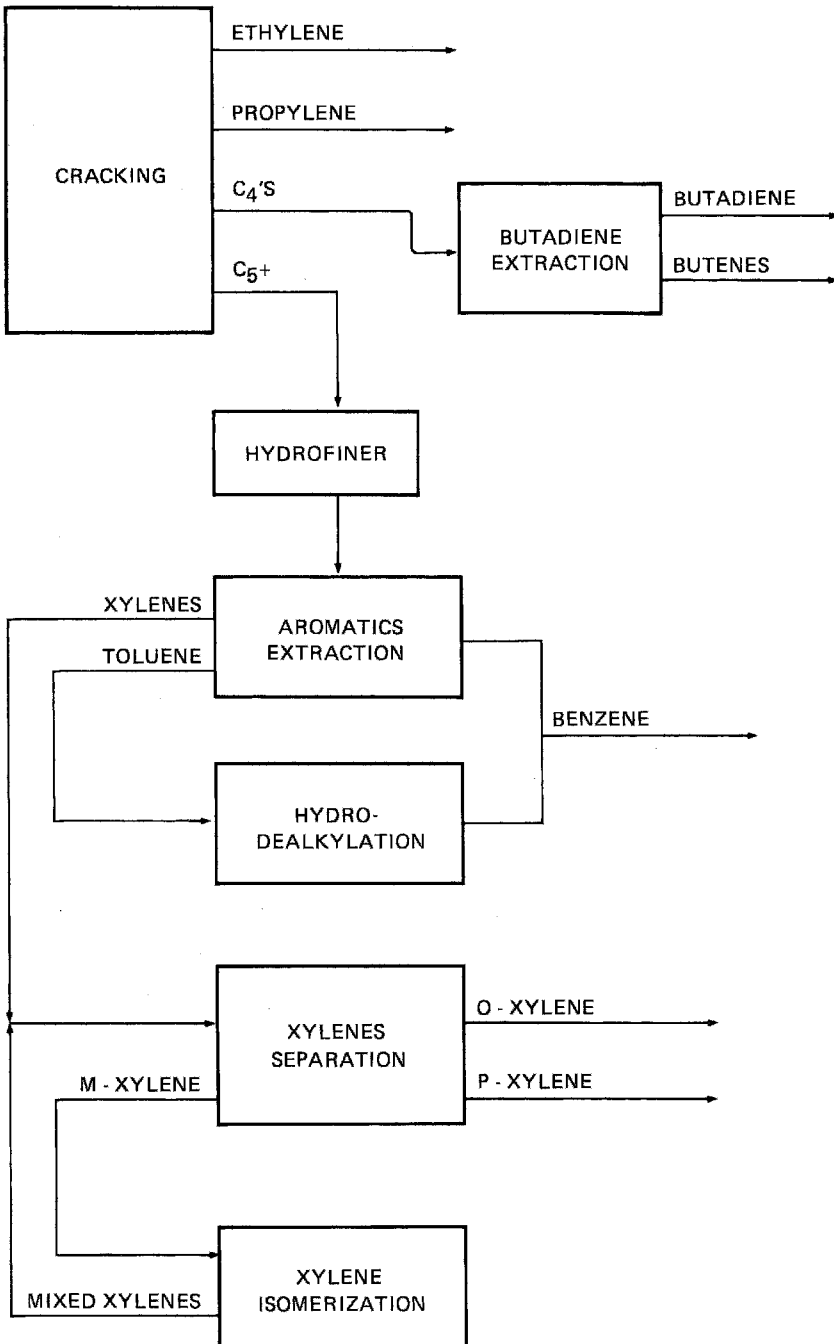 ETHYLENE
PROPYLENE
CRACKING
C4'S
C5+
BUTADIENE
EXTRACTION
BUTADIENE
BUTENES
HYDROFINER
XYLENES
TOLUENE
AROMATICS
EXTRACTION
BENZENE
HYDRO-
DEALKYLATION
XYLENES
SEPARATION
O - XYLENE
P - XYLENE
M - XYLENE
XYLENE
ISOMERIZATION
MIXED XYLENES